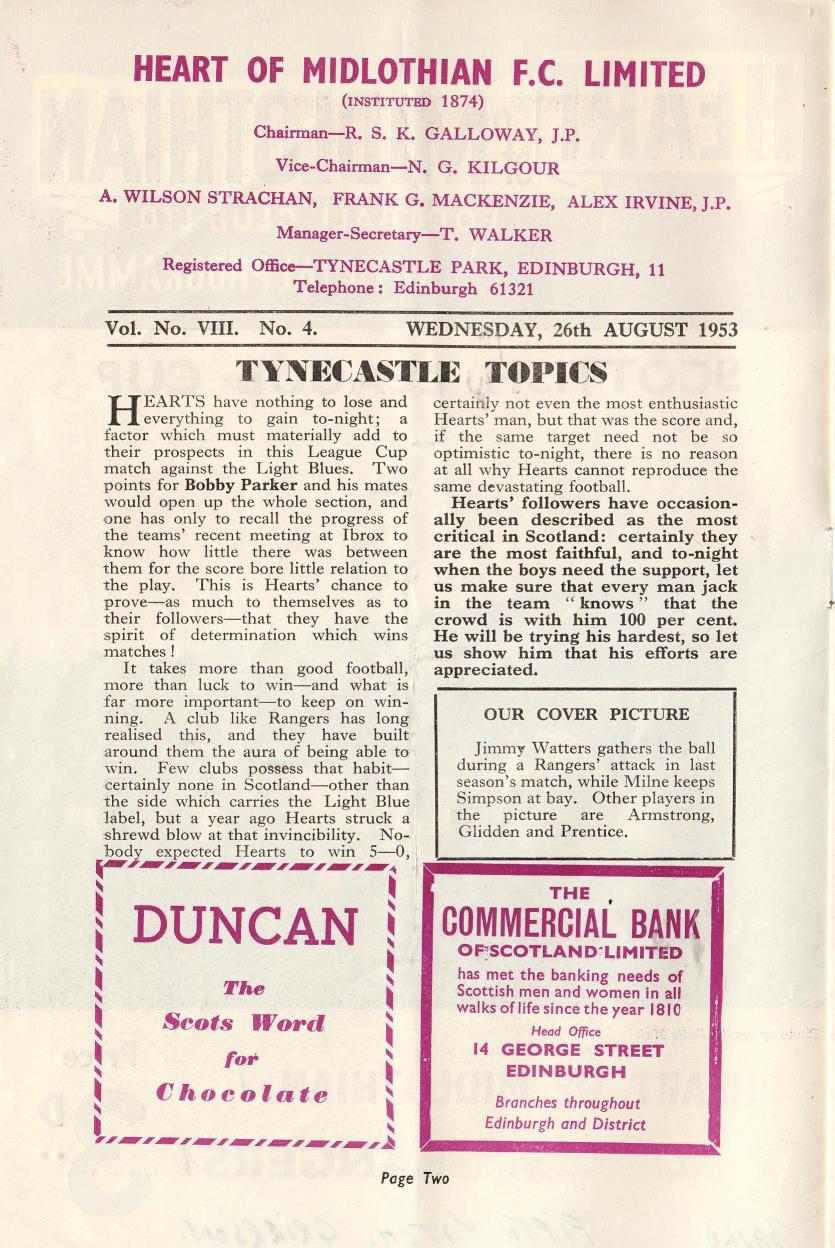 HEART OF MIDLOTHIAN F.C. LIMITED
(INSTITUTED 1874)
Chairman—R. S. K. GALLOWAY, J.P.
Vice-Chairman—N. G. KILGOUR
A. WILSON STRACHAN, FRANK G. MACKENZIE, ALEX IRVINE, J.P.
Manager-Secretary—T. WALKER
Registered Office—TYNECASTLE PARK, EDINBURGH, 11
Telephone: Edinburgh 61321
Vol. No. VIII. No. 4. WEDNESDAY, 26th AUGUST 1953
TYNECASTLE TOPICS
HEARTS have nothing to lose and
everything to gain to-night; a
factor which must materially add to
their prospects in this League Cup
match against the Light Blues. Two
points for Bobby Parker and his mates
would open up the whole section, and
one has only to recall the progress of
the teams' recent meeting at Ibrox to
know how little there was between
them for the score bore little relation to
the play. This is Hearts' chance to
prove—as much to themselves as to
their followers—that they have the
spirit of determination which wins
matches!
It takes more than good football,
more than luck to win—and what is
far more important—to keep on win-
ning. A club like Rangers has long
realised this, and they have built
around them the aura of being able to
win. Few clubs possess that habit—
certainly none in Scotland—other than
the side which carries the Light Blue
label, but a year ago Hearts struck a
shrewd blow at that invincibility. No-
body expected Hearts to win 5—0,
certainly not even the most enthusiastic
Hearts' man, but that was the score and,
if the same target need not be so
optimistic to-night, there is no reason
at all why Hearts cannot reproduce the
same devastating football.
Hearts' followers have occasion-
ally been described as the most
critical in Scotland: certainly they
are the most faithful, and to-night
when the boys need the support, let
us make sure that every man jack
in the team "knows" that the
crowd is with him 100 per cent.
He will be trying his hardest, so let
us show him that his efforts are
appreciated.
OUR COVER PICTURE
Jimmy Watters gathers the ball
during a Rangers' attack in last
season's match, while Milne keeps
Simpson at bay. Other players in
the picture are Armstrong,
Glidden and Prentice.
DUNCAN
The
Scots Word
for
Chocolate
THE
COMMERCIAL BANK
OF SCOTLAND LIMITED
has met the banking needs of
Scottish men and women in all
walks of life since the year 1810
Head Office
14 GEORGE STREET
EDINBURGH
Branches throughout
Edinburgh and District
Page Two